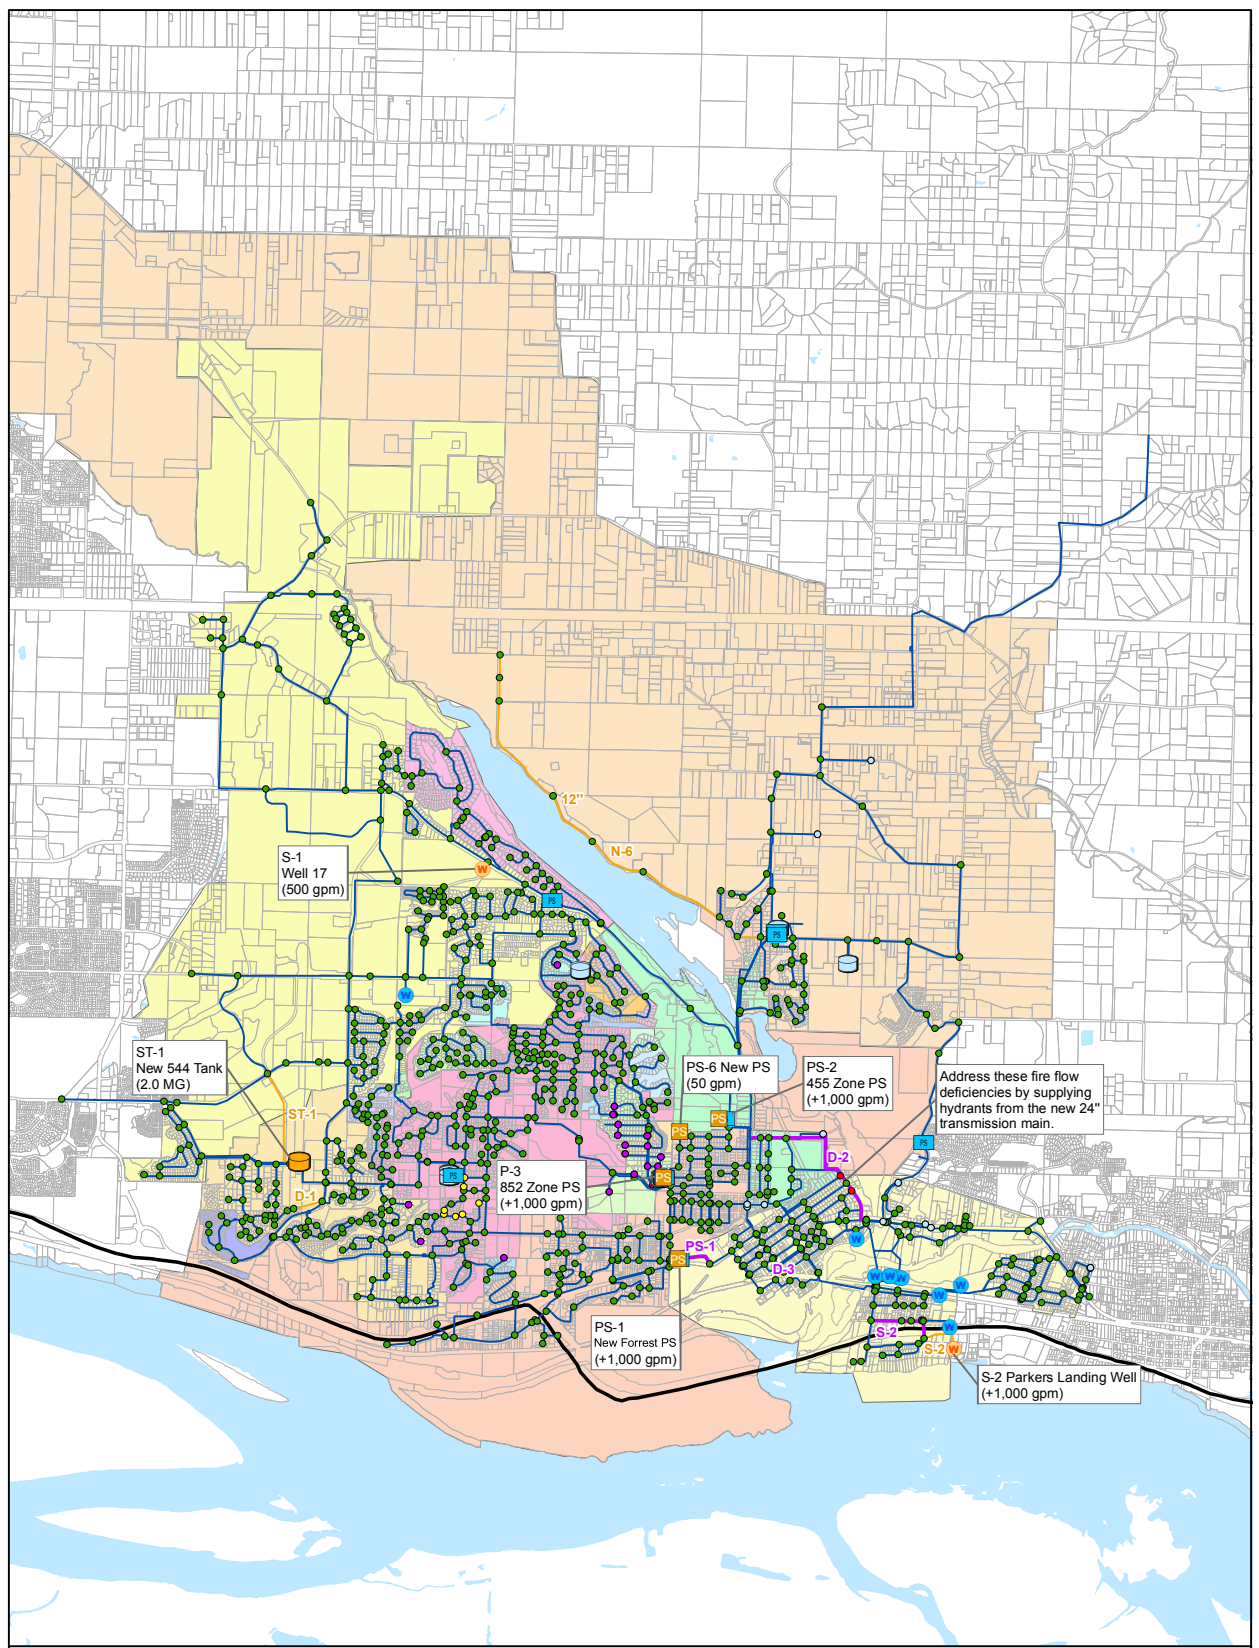 12"
N-6
S-1
Well 17
(500 gpm)
W
PS
PS
W
ST-1
New 544 Tank
(2.0 MG)
ST-1
D-1
PS
PS-6 New PS
(50 gpm)
PS-2
455 Zone PS
(+1,000 gpm)
Address these fire flow
deficiencies by supplying
hydrants from the new 24"
transmission main.
PS
PS
PS
D-2
P-3
852 Zone PS
(+1,000 gpm)
PS
W
PS-1
PS
D-3
W
W
W
W
W
PS-1
New Forrest PS
(+1,000 gpm)
S-2
W
S-2
W
S-2 Parkers Landing Well
(+1,000 gpm)